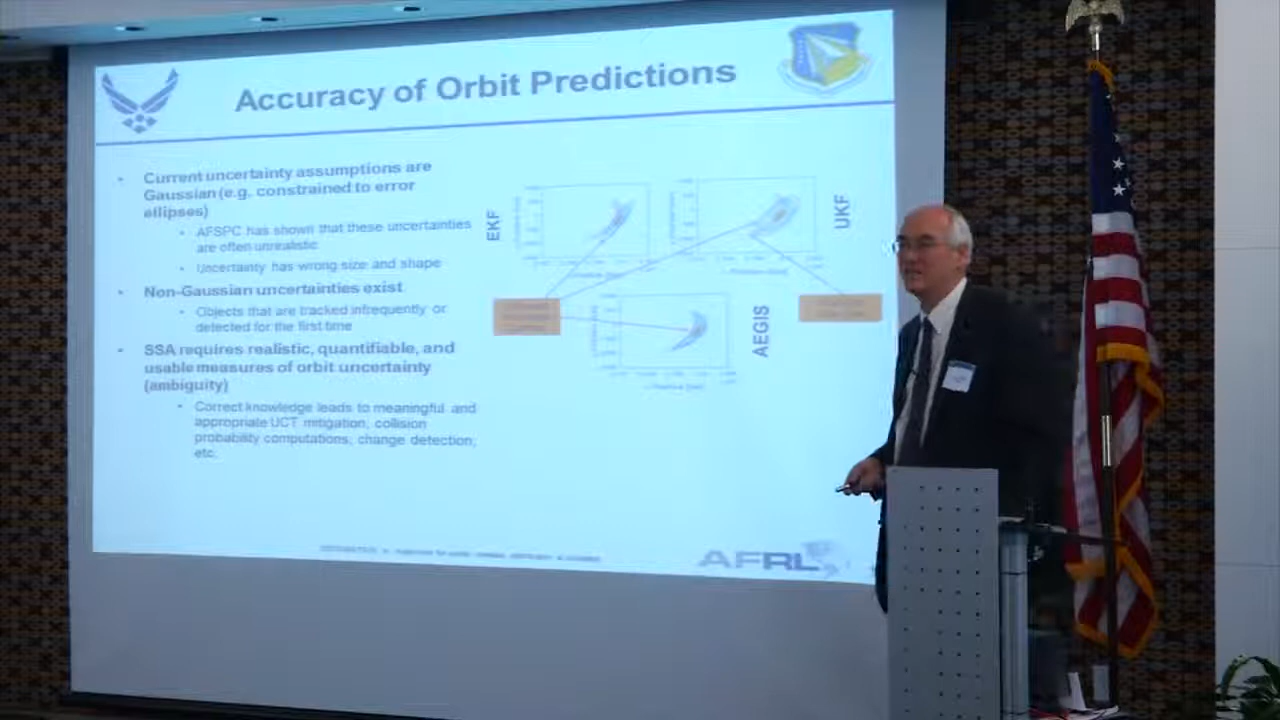 Accuracy of Orbit Predictions
Current uncertainty assumptions are
Gaussian (e.g. constrained to error
ellipses)
AFSPC has shown that these uncertainties
are often unrealistic
Uncertainty has wrong size and shape
Non-Gaussian uncertainties exist
Objects that are tracked infrequently or
detected for the first time
SSA requires realistic, quantifiable, and
usable measures of orbit uncertainty
(ambiguity)
Correct knowledge leads to meaningful and
appropriate UCT mitigation, collision
probability computations, change detection,
etc.
EKF
UKF
AEGIS
AFRL